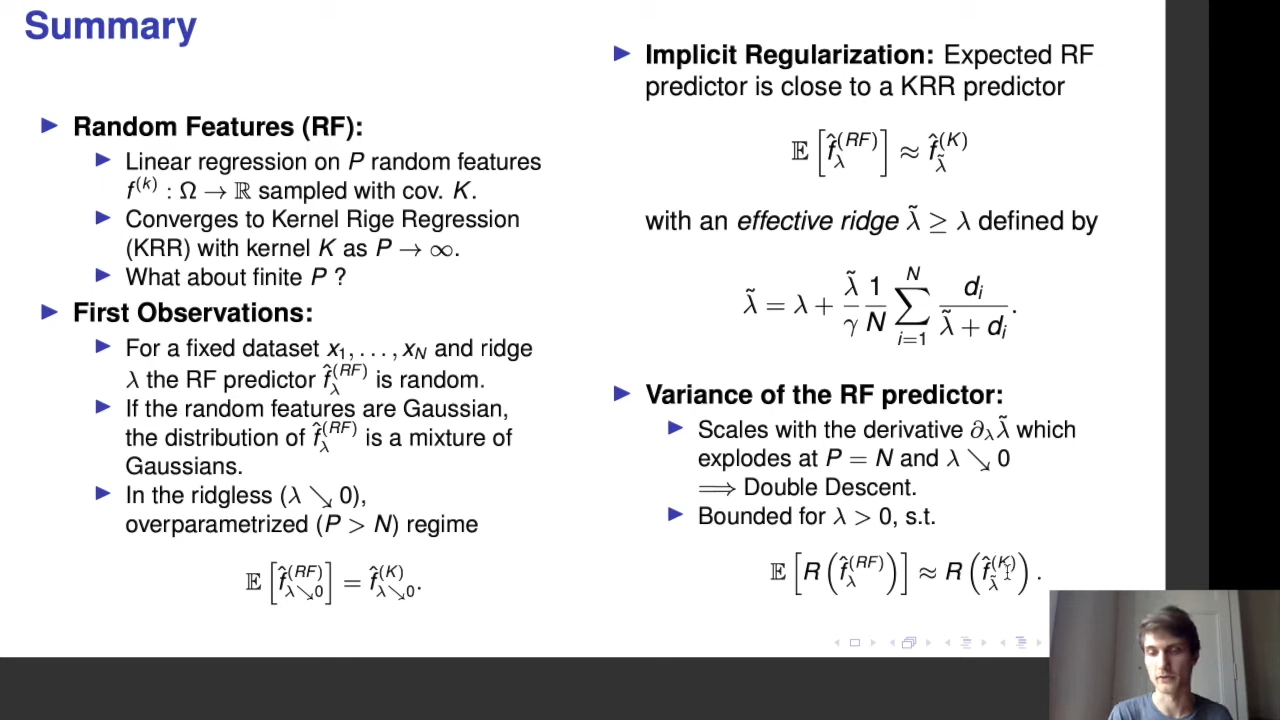 Summary
Random Features (RF):
Linear regression on P random features
f^(k) : Ω → ℝ sampled with cov. K.
Converges to Kernel Rige Regression
(KRR) with kernel K as P → ∞.
What about finite P ?
First Observations:
For a fixed dataset x₁, . . . , x_N and ridge
λ the RF predictor f̂_λ^(RF) is random.
If the random features are Gaussian,
the distribution of f̂_λ^(RF) is a mixture of
Gaussians.
In the ridgless (λ ↘ 0),
overparametrized (P > N) regime
𝔼 [f̂_{λ↘0}^(RF)] = f̂_{λ↘0}^(K).
Implicit Regularization: Expected RF
predictor is close to a KRR predictor
𝔼 [f̂_λ^(RF)] ≈ f̂_λ̃^(K)
with an effective ridge λ̃ ≥ λ defined by
λ̃ = λ + λ̃/γ 1/N ∑_{i=1}^N d_i/(λ̃ + d_i).
Variance of the RF predictor:
Scales with the derivative ∂_λ λ̃ which
explodes at P = N and λ ↘ 0
⟹ Double Descent.
Bounded for λ > 0, s.t.
𝔼 [R (f̂_λ^(RF))] ≈ R (f̂_λ̃^(K)) .